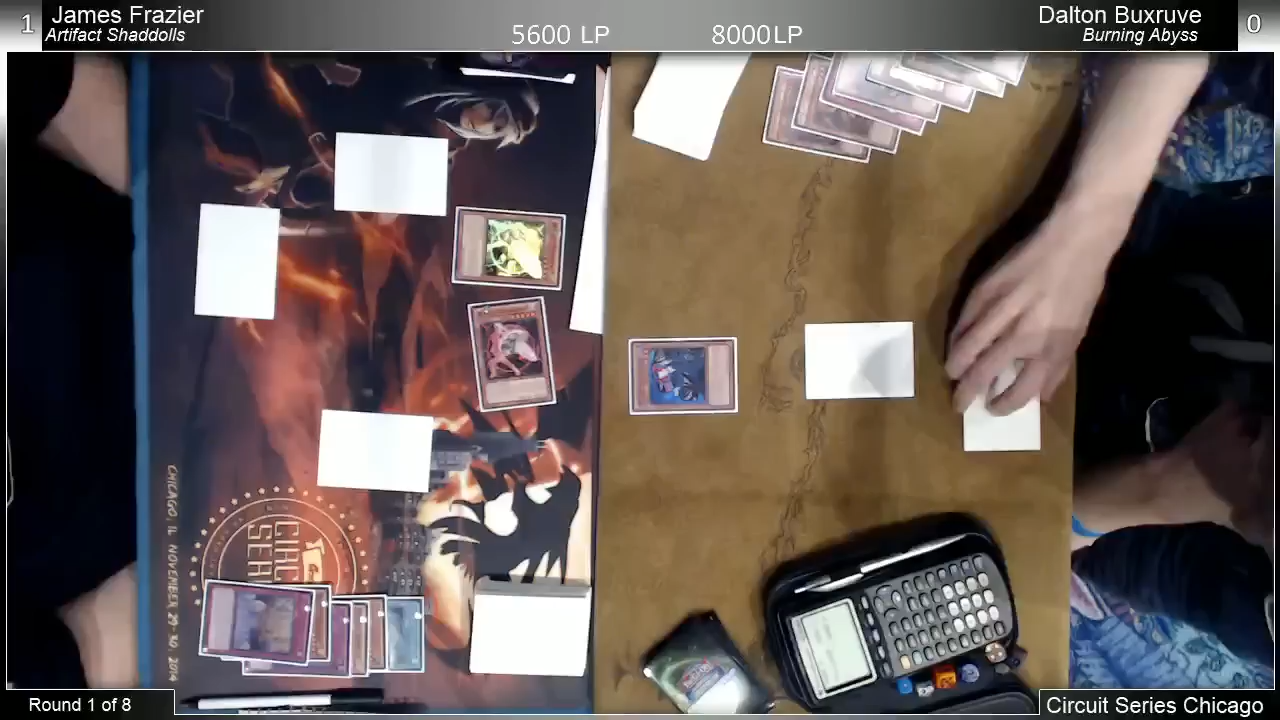 1
James Frazier
Artifact Shaddolls
5600 LP
8000LP
Dalton Buxruve
Burning Abyss
0
CHICAGO, IL NOVEMBER 29-30, 2014
Round 1 of 8
Circuit Series Chicago